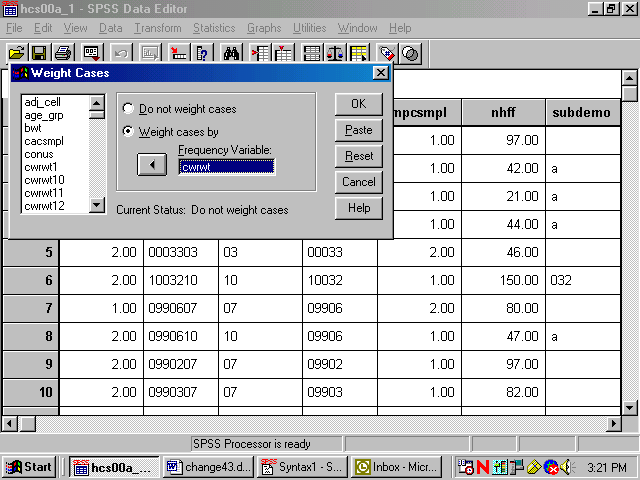 hcs00a_1 - SPSS Data Editor
File Edit View Data Transform Statistics Graphs Utilities Window Help
Weight Cases
adj_cell
age_grp
bwt
cacsmpl
conus
cwrwt1
cwrwt10
cwrwt11
cwrwt12
Do not weight cases
Weight cases by
Frequency Variable:
cwrwt
Current Status: Do not weight cases
OK
Paste
Reset
Cancel
Help
mpcsmpl nhff subdemo
1.00 97.00
1.00 42.00 a
1.00 21.00 a
1.00 44.00 a
5 2.00 0003303 03 00033 2.00 46.00
6 2.00 1003210 10 10032 1.00 150.00 032
7 1.00 0990607 07 09906 2.00 80.00
8 2.00 0990610 10 09906 1.00 47.00 a
9 2.00 0990207 07 09902 1.00 97.00
10 2.00 0990307 07 09903 1.00 82.00
SPSS Processor is ready
Start hcs00a_... change43.d... Syntax1 - S... Inbox - Micr... 3:21 PM